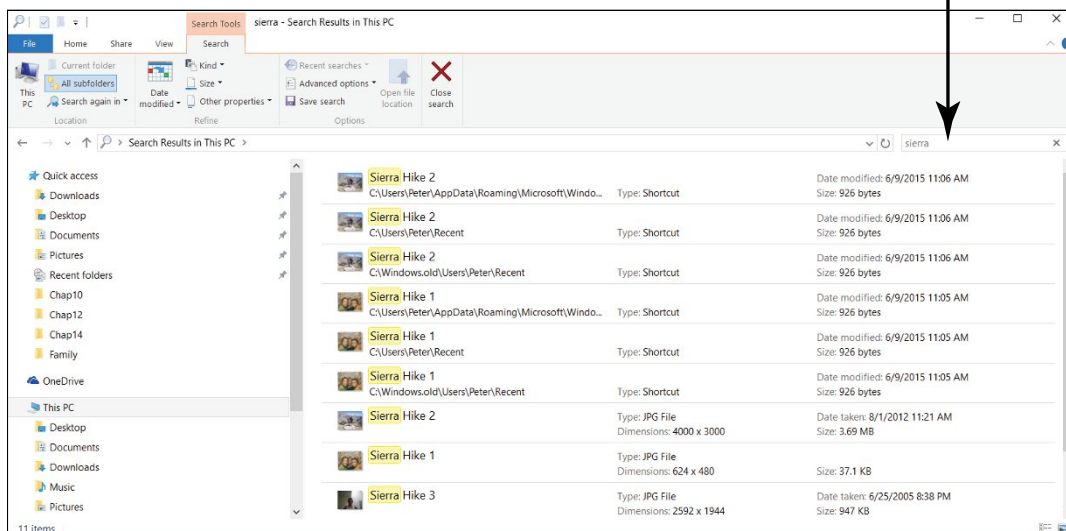 Search Tools sierra - Search Results in This PC
File Home Share View Search
This PC
Current folder
All subfolders
Search again in
Location
Date modified
Kind
Size
Other properties
Refine
Recent searches
Advanced options
Save search
Open file location
Options
Close search
Search Results in This PC
sierra
Quick access
Downloads
Desktop
Documents
Pictures
Recent folders
Chap10
Chap12
Chap14
Family
OneDrive
This PC
Desktop
Documents
Downloads
Music
Pictures
Sierra Hike 2 Date modified: 6/9/2015 11:06 AM
C:\Users\Peter\AppData\Roaming\Microsoft\Windo... Type: Shortcut Size: 926 bytes
Sierra Hike 2 Date modified: 6/9/2015 11:06 AM
C:\Users\Peter\Recent Type: Shortcut Size: 926 bytes
Sierra Hike 2 Date modified: 6/9/2015 11:06 AM
C:\Windows.old\Users\Peter\Recent Type: Shortcut Size: 926 bytes
Sierra Hike 1 Date modified: 6/9/2015 11:05 AM
C:\Users\Peter\AppData\Roaming\Microsoft\Windo... Type: Shortcut Size: 926 bytes
Sierra Hike 1 Date modified: 6/9/2015 11:05 AM
C:\Users\Peter\Recent Type: Shortcut Size: 926 bytes
Sierra Hike 1 Date modified: 6/9/2015 11:05 AM
C:\Windows.old\Users\Peter\Recent Type: Shortcut Size: 926 bytes
Sierra Hike 2 Type: JPG File Date taken: 8/1/2012 11:21 AM
Dimensions: 4000 x 3000 Size: 3.69 MB
Sierra Hike 1 Type: JPG File
Dimensions: 624 x 480 Size: 37.1 KB
Sierra Hike 3 Type: JPG File Date taken: 6/25/2005 8:38 PM
Dimensions: 2592 x 1944 Size: 947 KB
11 items